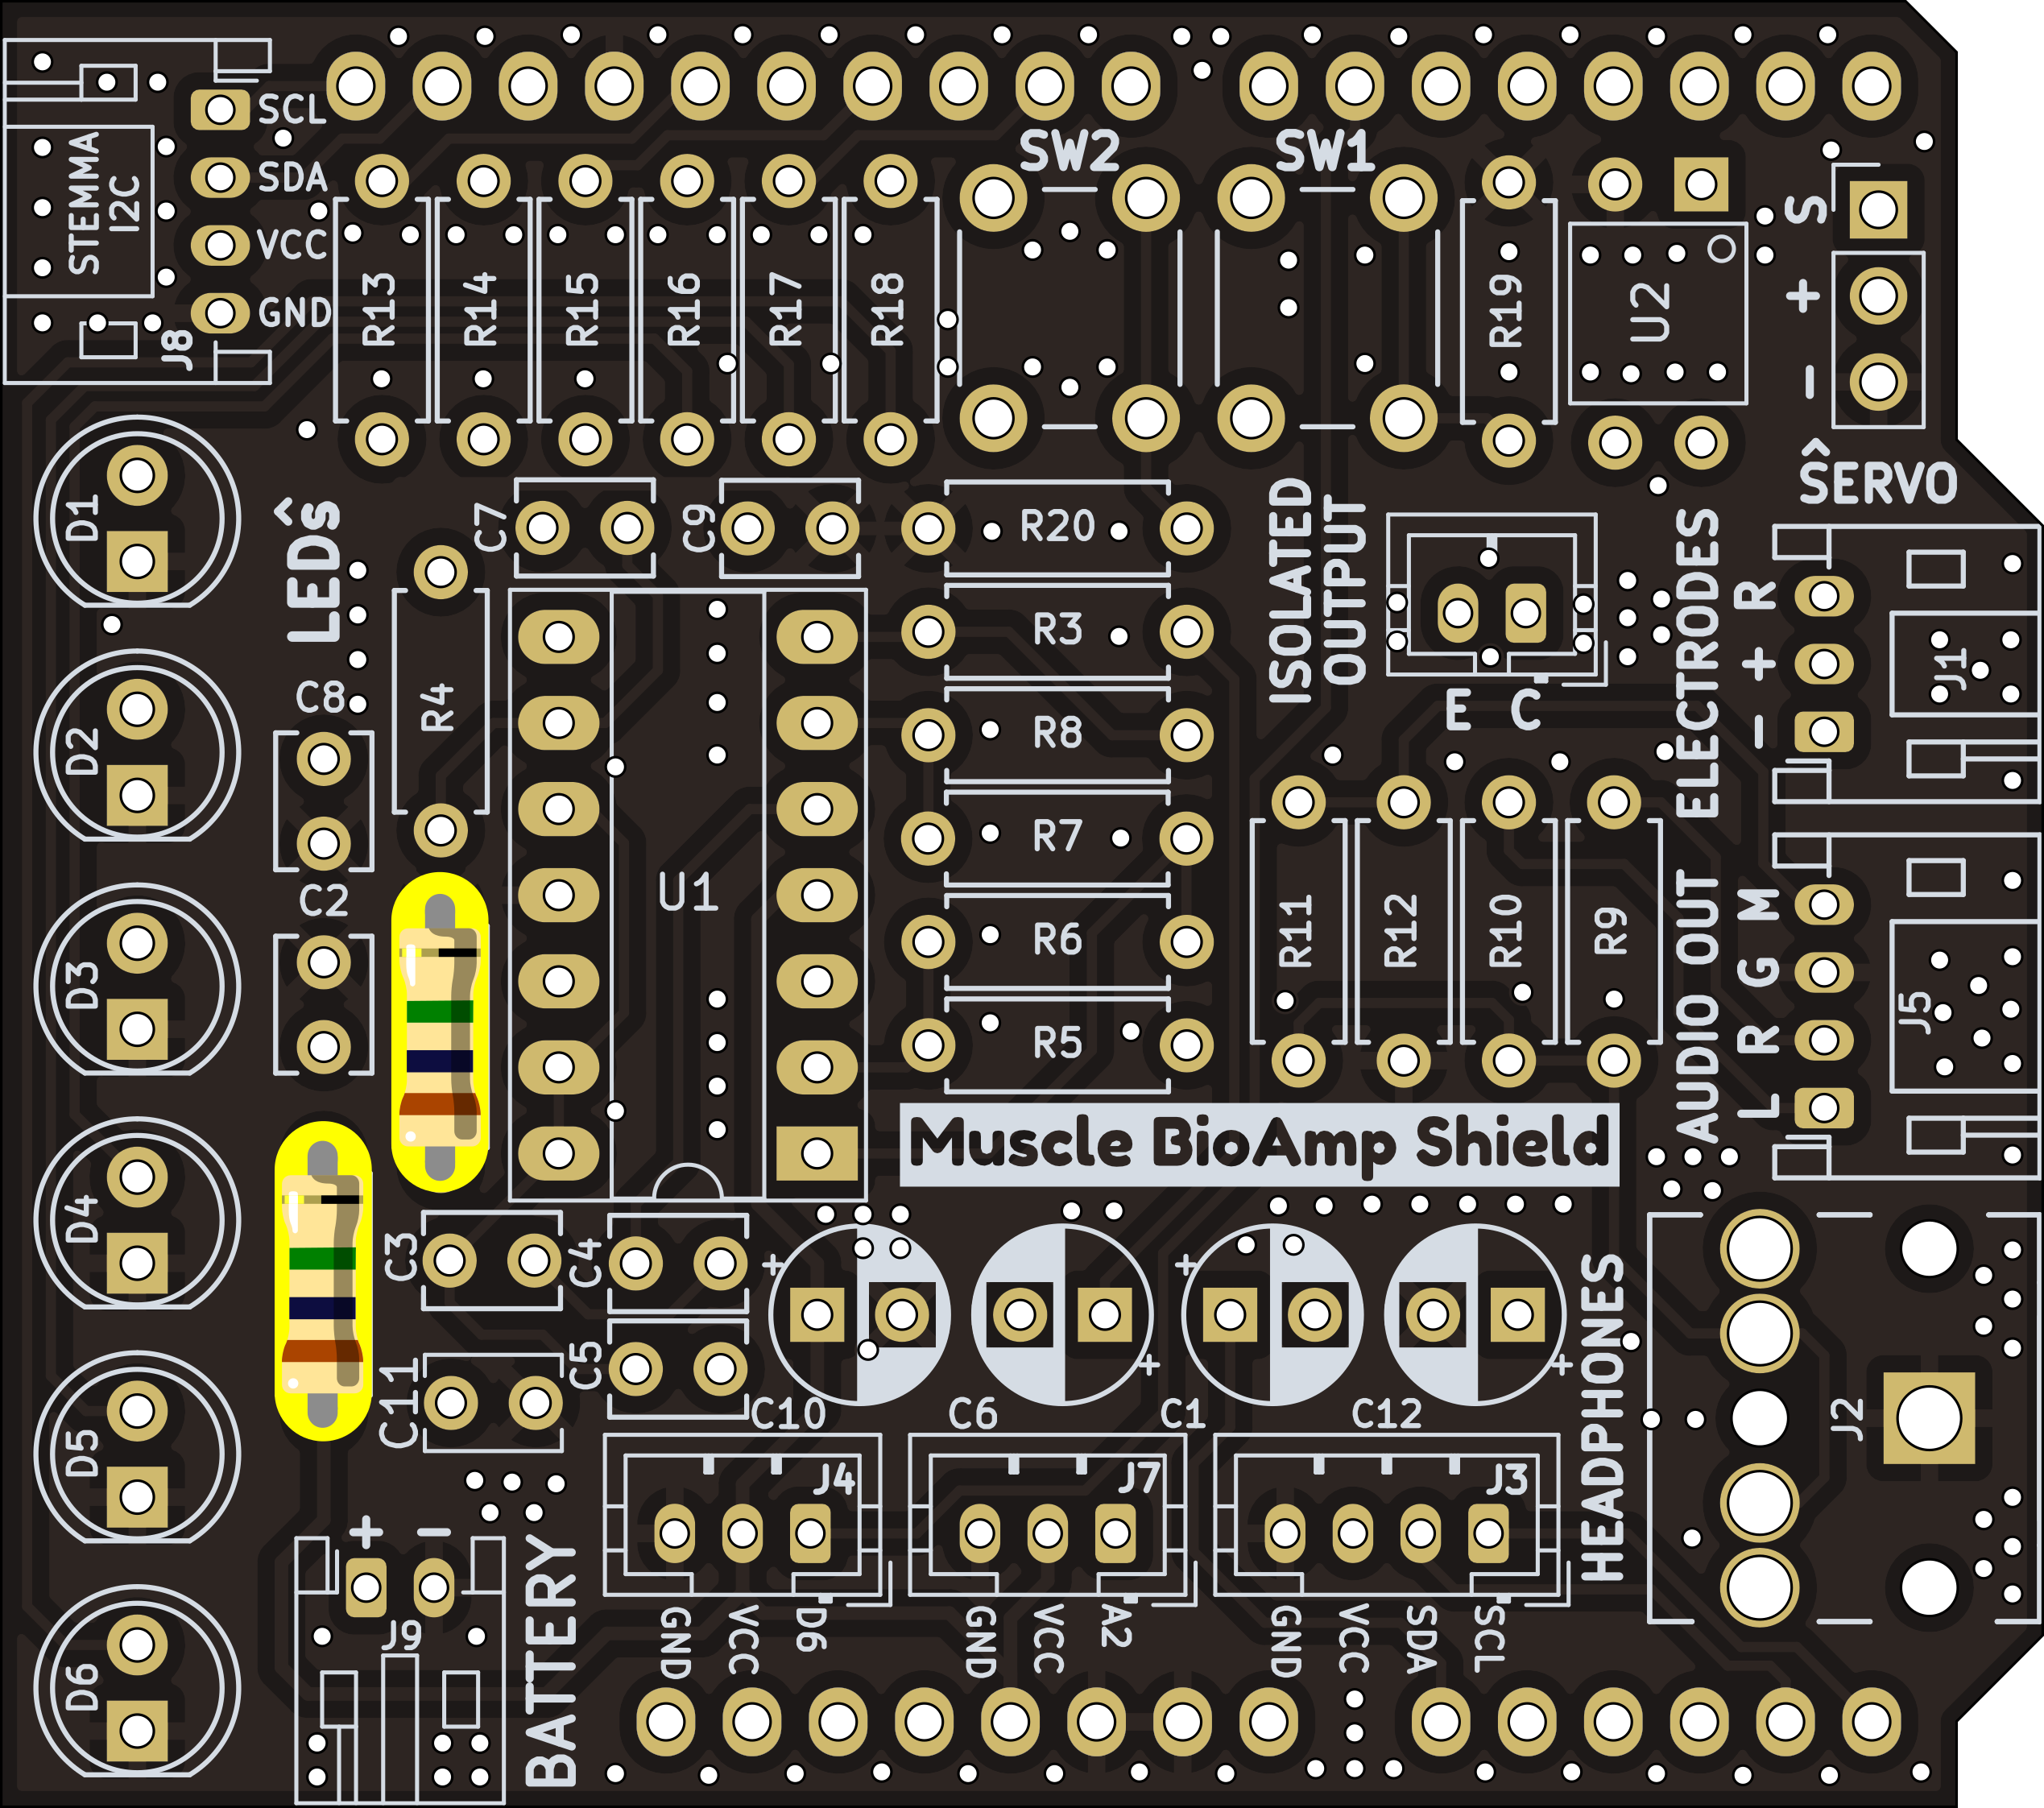 SCL
SDA
VCC
GND
STEMMA
I2C
J8
SW2
SW1
R13
R14
R15
R16
R17
R18
R19
U2
S
+
-
SERVO
D1
LEDs
C7
C9
R20
ISOLATED
OUTPUT
E C
ELECTRODES
R
+
-
J1
R3
R4
D2
C8
R8
R7
C2
U1
R6
R5
R11
R12
R10
R9
AUDIO OUT
M
G
R
L
J5
D3
Muscle BioAmp Shield
D4
C3
C4
+
+
C5
+
+
C11
C10
C6
C1
C12
HEADPHONES
J2
D5
J4
J7
J3
+ -
J9
BATTERY
GND
VCC
D6
GND
VCC
A2
GND
VCC
SDA
SCL
D6